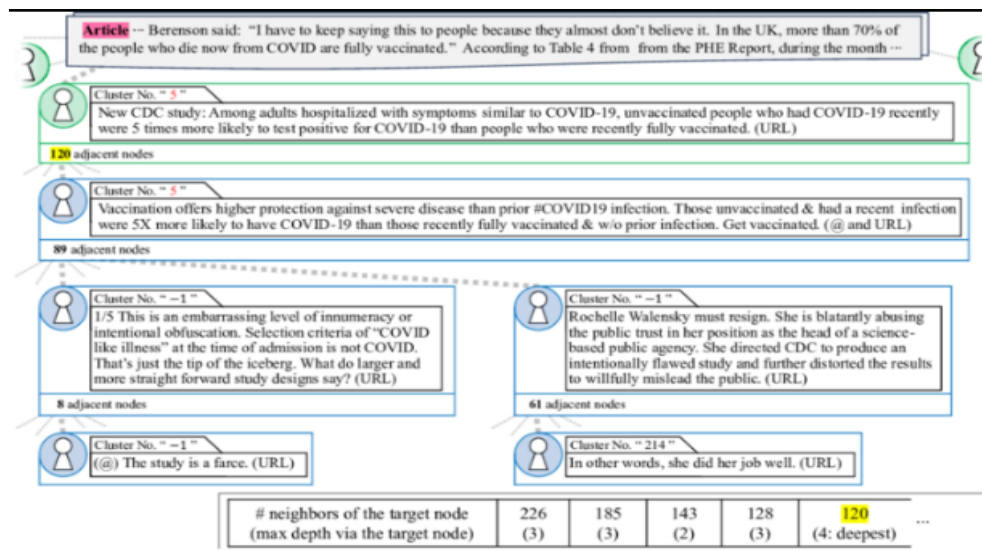 Article ··· Berenson said: “I have to keep saying this to people because they almost don’t believe it. In the UK, more than 70% of
the people who die now from COVID are fully vaccinated.” According to Table 4 from from the PHE Report, during the month ···
Cluster No. “ 5 ”
New CDC study: Among adults hospitalized with symptoms similar to COVID-19, unvaccinated people who had COVID-19 recently
were 5 times more likely to test positive for COVID-19 than people who were recently fully vaccinated. (URL)
120 adjacent nodes
Cluster No. “ 5 ”
Vaccination offers higher protection against severe disease than prior #COVID19 infection. Those unvaccinated & had a recent infection
were 5X more likely to have COVID-19 than those recently fully vaccinated & w/o prior infection. Get vaccinated. (@ and URL)
89 adjacent nodes
Cluster No. “ −1 ”
1/5 This is an embarrassing level of innumeracy or
intentional obfuscation. Selection criteria of “COVID
like illness” at the time of admission is not COVID.
That’s just the tip of the iceberg. What do larger and
more straight forward study designs say? (URL)
8 adjacent nodes
Cluster No. “ −1 ”
(@) The study is a farce. (URL)
Cluster No. “ −1 ”
Rochelle Walensky must resign. She is blatantly abusing
the public trust in her position as the head of a science-
based public agency. She directed CDC to produce an
intentionally flawed study and further distorted the results
to willfully mislead the public. (URL)
61 adjacent nodes
Cluster No. “ 214 ”
In other words, she did her job well. (URL)
# neighbors of the target node 226 185 143 128 120 ...
(max depth via the target node) (3) (3) (2) (3) (4: deepest)